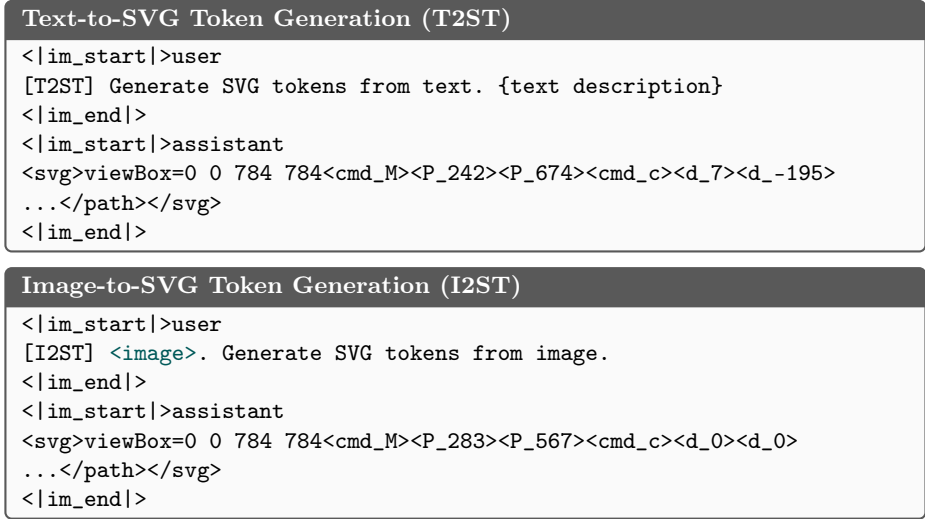 Text-to-SVG Token Generation (T2ST)
<|im_start|>user
[T2ST] Generate SVG tokens from text. {text description}
<|im_end|>
<|im_start|>assistant
<svg>viewBox=0 0 784 784<cmd_M><P_242><P_674><cmd_c><d_7><d_-195>
...</path></svg>
<|im_end|>
Image-to-SVG Token Generation (I2ST)
<|im_start|>user
[I2ST] <image>. Generate SVG tokens from image.
<|im_end|>
<|im_start|>assistant
<svg>viewBox=0 0 784 784<cmd_M><P_283><P_567><cmd_c><d_0><d_0>
...</path></svg>
<|im_end|>